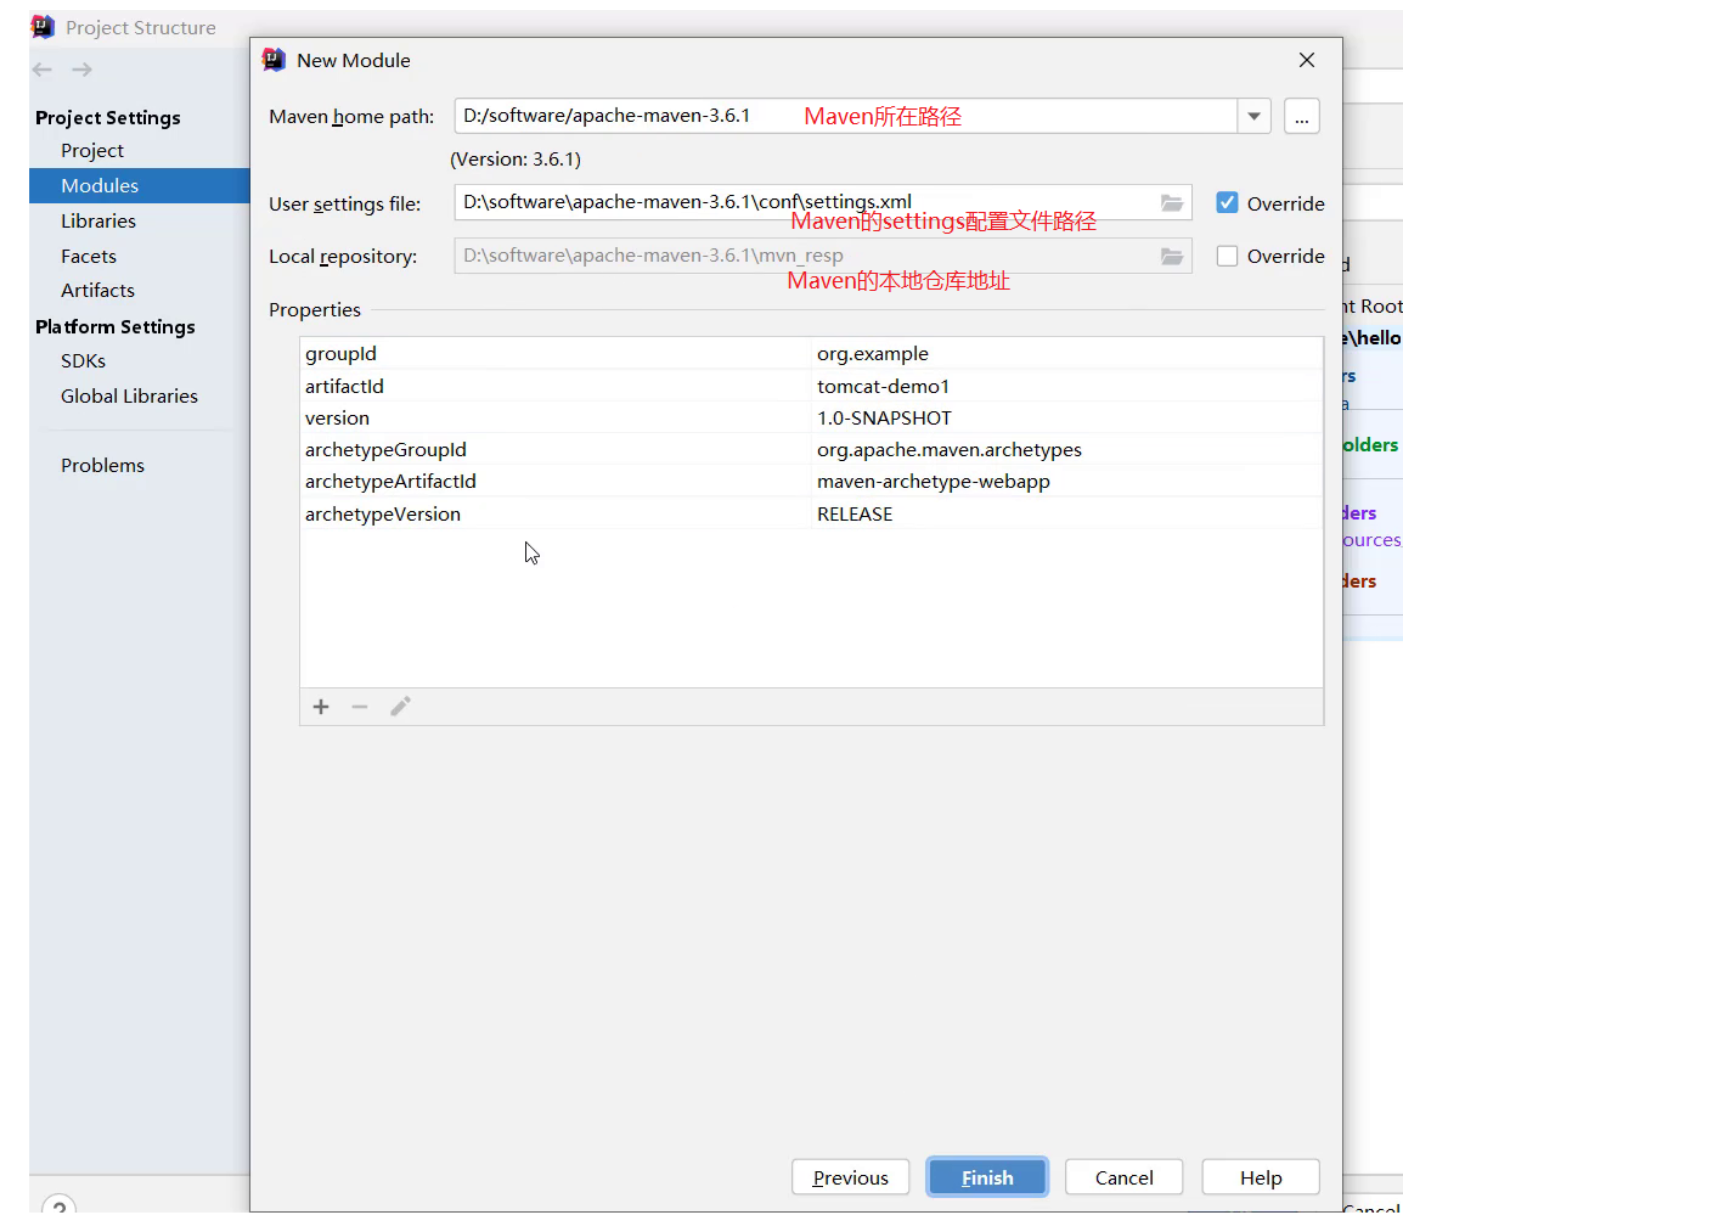 Project Structure
New Module
Project Settings
Project
Modules
Libraries
Facets
Artifacts
Platform Settings
SDKs
Global Libraries
Problems
Maven home path:
D:/software/apache-maven-3.6.1
Maven所在路径
...
(Version: 3.6.1)
User settings file:
D:\software\apache-maven-3.6.1\conf\settings.xml
Override
Maven的settings配置文件路径
Local repository:
D:\software\apache-maven-3.6.1\mvn_resp
Override
Maven的本地仓库地址
Properties
groupId org.example
artifactId tomcat-demo1
version 1.0-SNAPSHOT
archetypeGroupId org.apache.maven.archetypes
archetypeArtifactId maven-archetype-webapp
archetypeVersion RELEASE
Previous
Finish
Cancel
Help
Root
\hello
Cancel